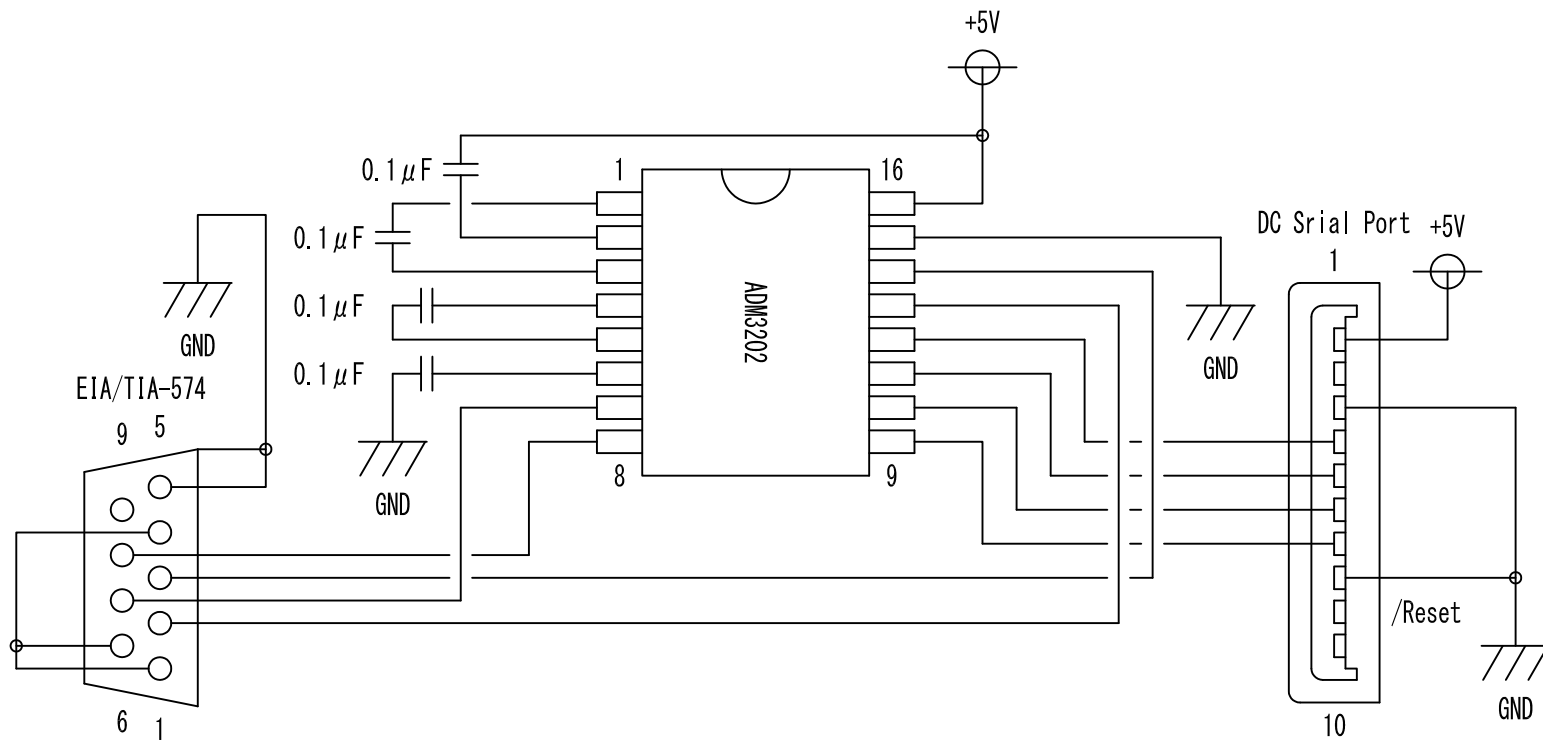 +5V
0.1μF
1
16
0.1μF
DC Srial Port
+5V
1
0.1μF
ADM3202
GND
0.1μF
GND
EIA/TIA-574
9
5
8
9
GND
/Reset
6
1
10
GND